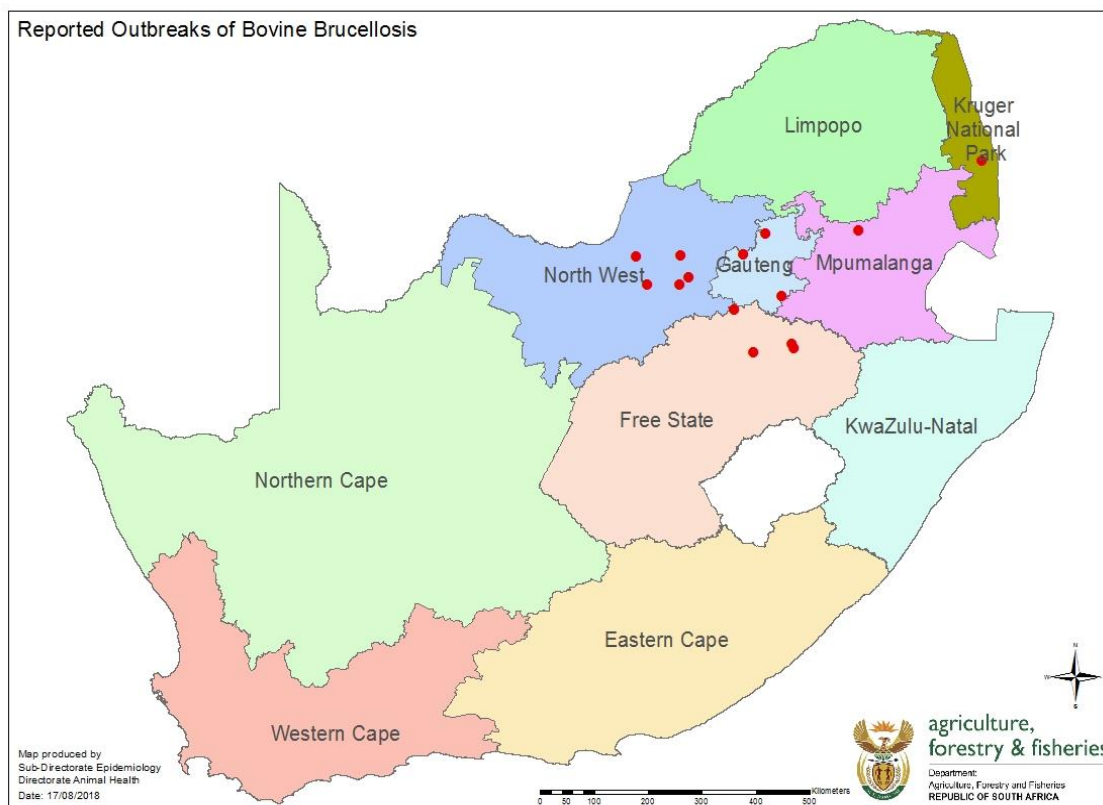 Reported Outbreaks of Bovine Brucellosis
Limpopo
Kruger
National
Park
North West
Gauteng
Mpumalanga
Free State
KwaZulu-Natal
Northern Cape
Eastern Cape
Western Cape
N
W
E
S
Map produced by
Sub-Directorate Epidemiology
Directorate Animal Health
Date: 17/08/2018
Kilometers
0 50 100 200 300 400 500
agriculture,
forestry & fisheries
Department:
Agriculture, Forestry and Fisheries
REPUBLIC OF SOUTH AFRICA